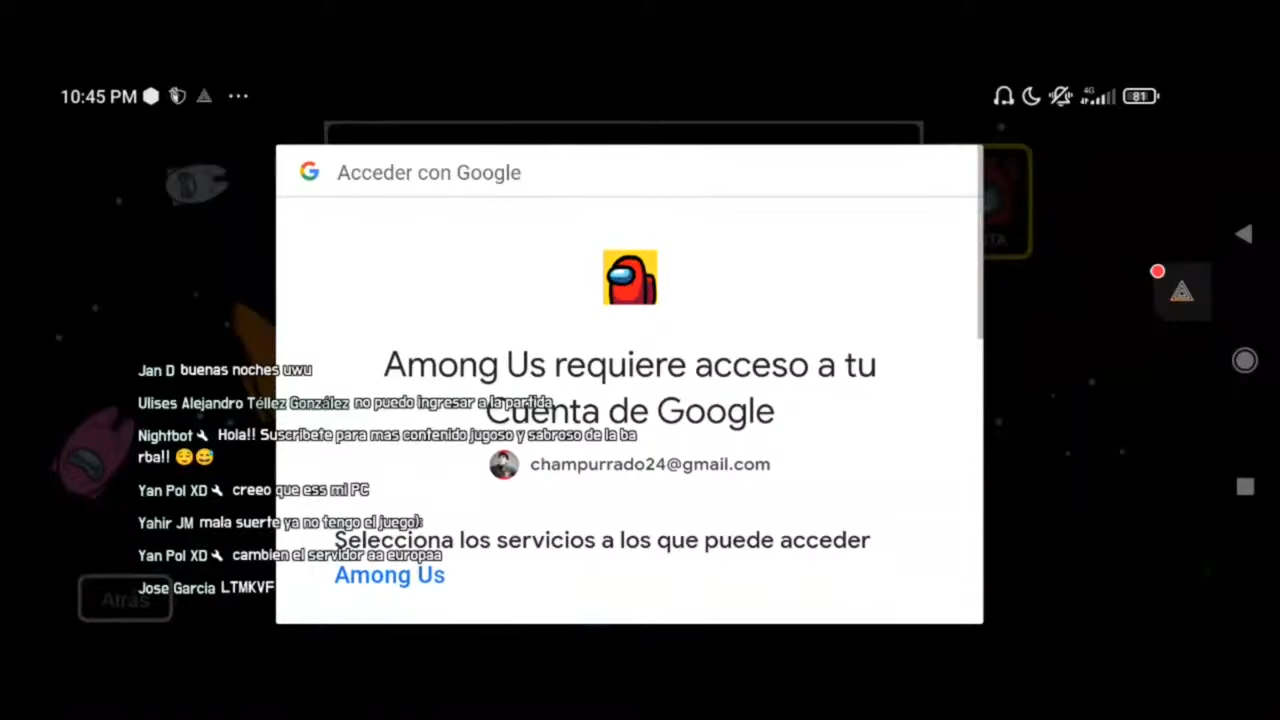 10:45 PM
4G
81
Acceder con Google
Among Us requiere acceso a tu
Cuenta de Google
champurrado24@gmail.com
Selecciona los servicios a los que puede acceder
Among Us
Jan D buenas noches uwu
Ulises Alejandro Téllez González no puedo ingresar a la partida
Nightbot Hola!! Suscribete para mas contenido jugoso y sabroso de la ba
rba!! 😌😅
Yan Pol XD creeo que ess mi PC
Yahir JM mala suerte ya no tengo el juego):
Yan Pol XD cambien el servidor aa europaa
Jose Garcia LTMKVF
Atrás